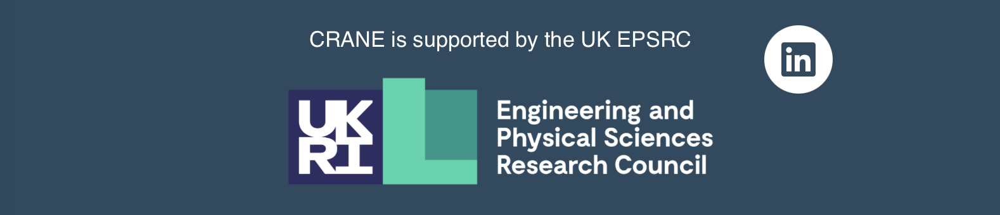 CRANE is supported by the UK EPSRC
in
UK
RI
Engineering and
Physical Sciences
Research Council